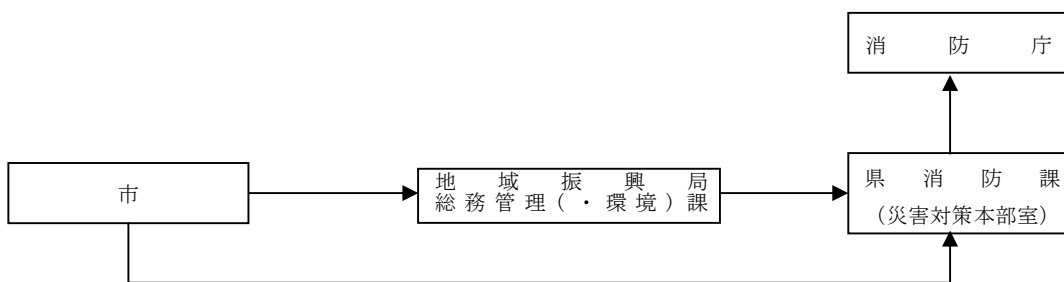 消防庁
市
地域振興局
総務管理(・環境)課
県消防課
(災害対策本部室)